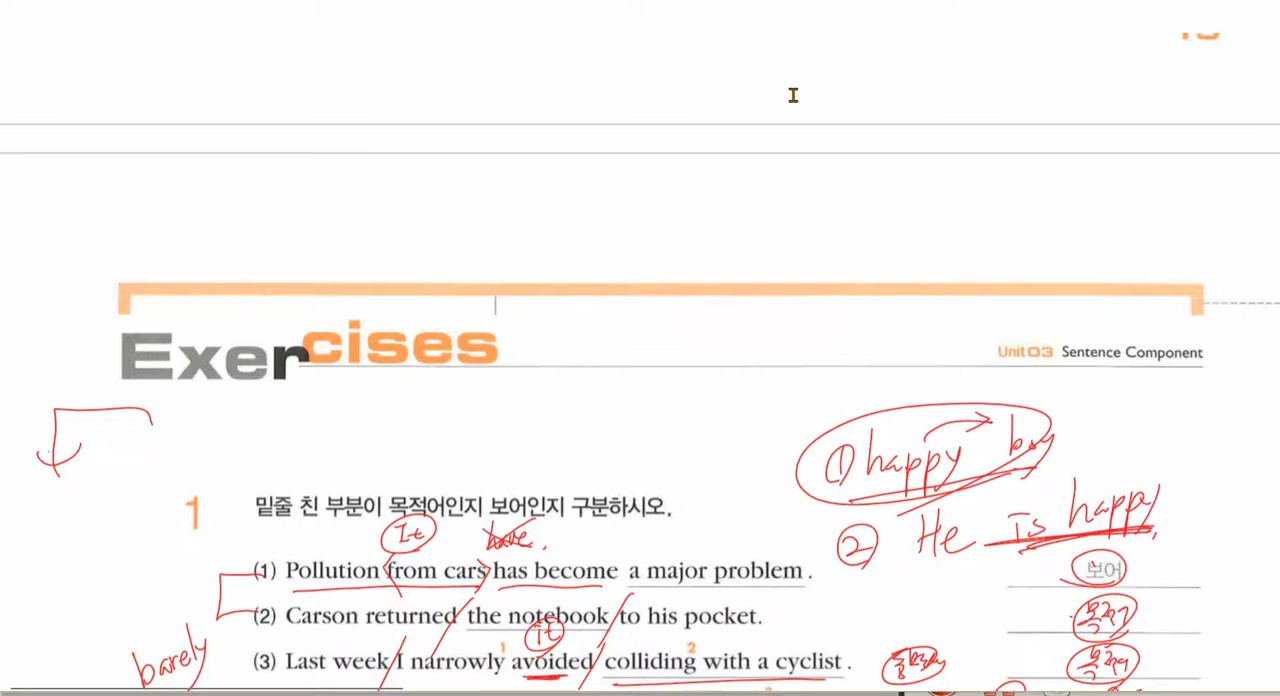 Exercises
Unit 03 Sentence Component
① happy boy
② He is happy
1 밑줄 친 부분이 목적어인지 보어인지 구분하시오.
It have.
(1) Pollution from cars has become a major problem. 보어
(2) Carson returned the notebook to his pocket. 목적어
it
barely
1 2
(3) Last week I narrowly avoided colliding with a cyclist. 목적어